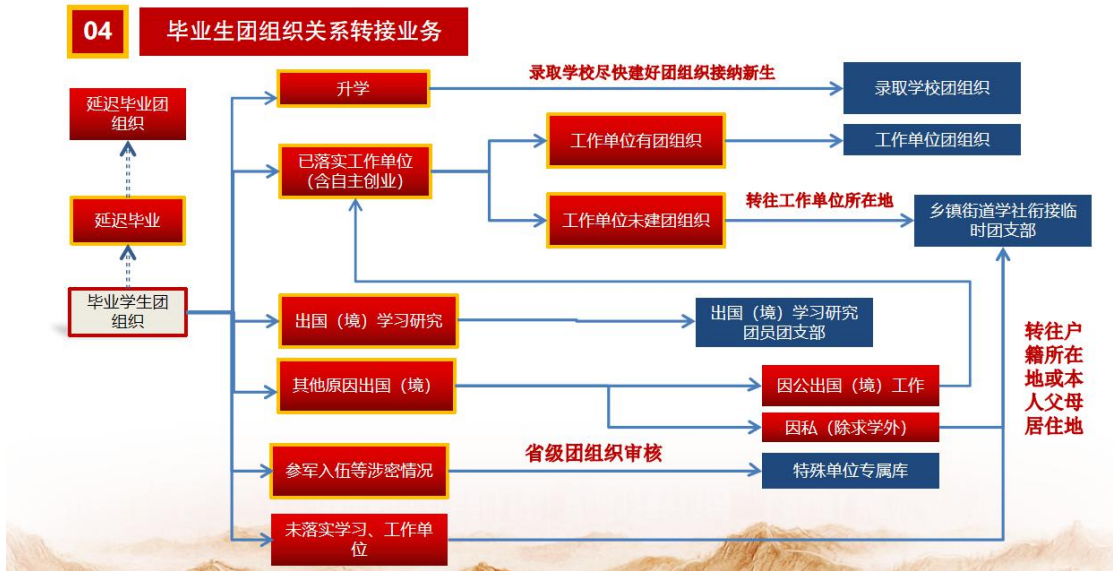 04
毕业生团组织关系转接业务
升学
录取学校尽快建好团组织接纳新生
录取学校团组织
延迟毕业团
组织
工作单位有团组织
工作单位团组织
已落实工作单位
（含自主创业）
延迟毕业
工作单位未建团组织
转往工作单位所在地
乡镇街道学社衔接临
时团支部
毕业学生团
组织
出国（境）学习研究
出国（境）学习研究
团员团支部
转往户
籍所在
地或本
人父母
居住地
其他原因出国（境）
因公出国（境）工作
因私（除求学外）
参军入伍等涉密情况
省级团组织审核
特殊单位专属库
未落实学习、工作单
位